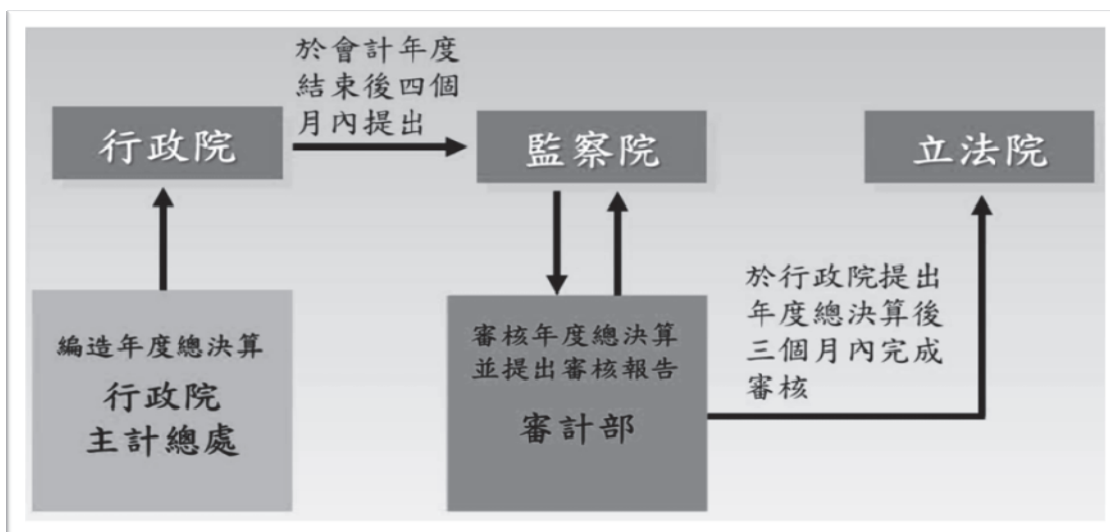 於會計年度
結束後四個
月內提出
行政院
監察院
立法院
編造年度總決算
行政院
主計總處
審核年度總決算
並提出審核報告
審計部
於行政院提出
年度總決算後
三個月內完成
審核